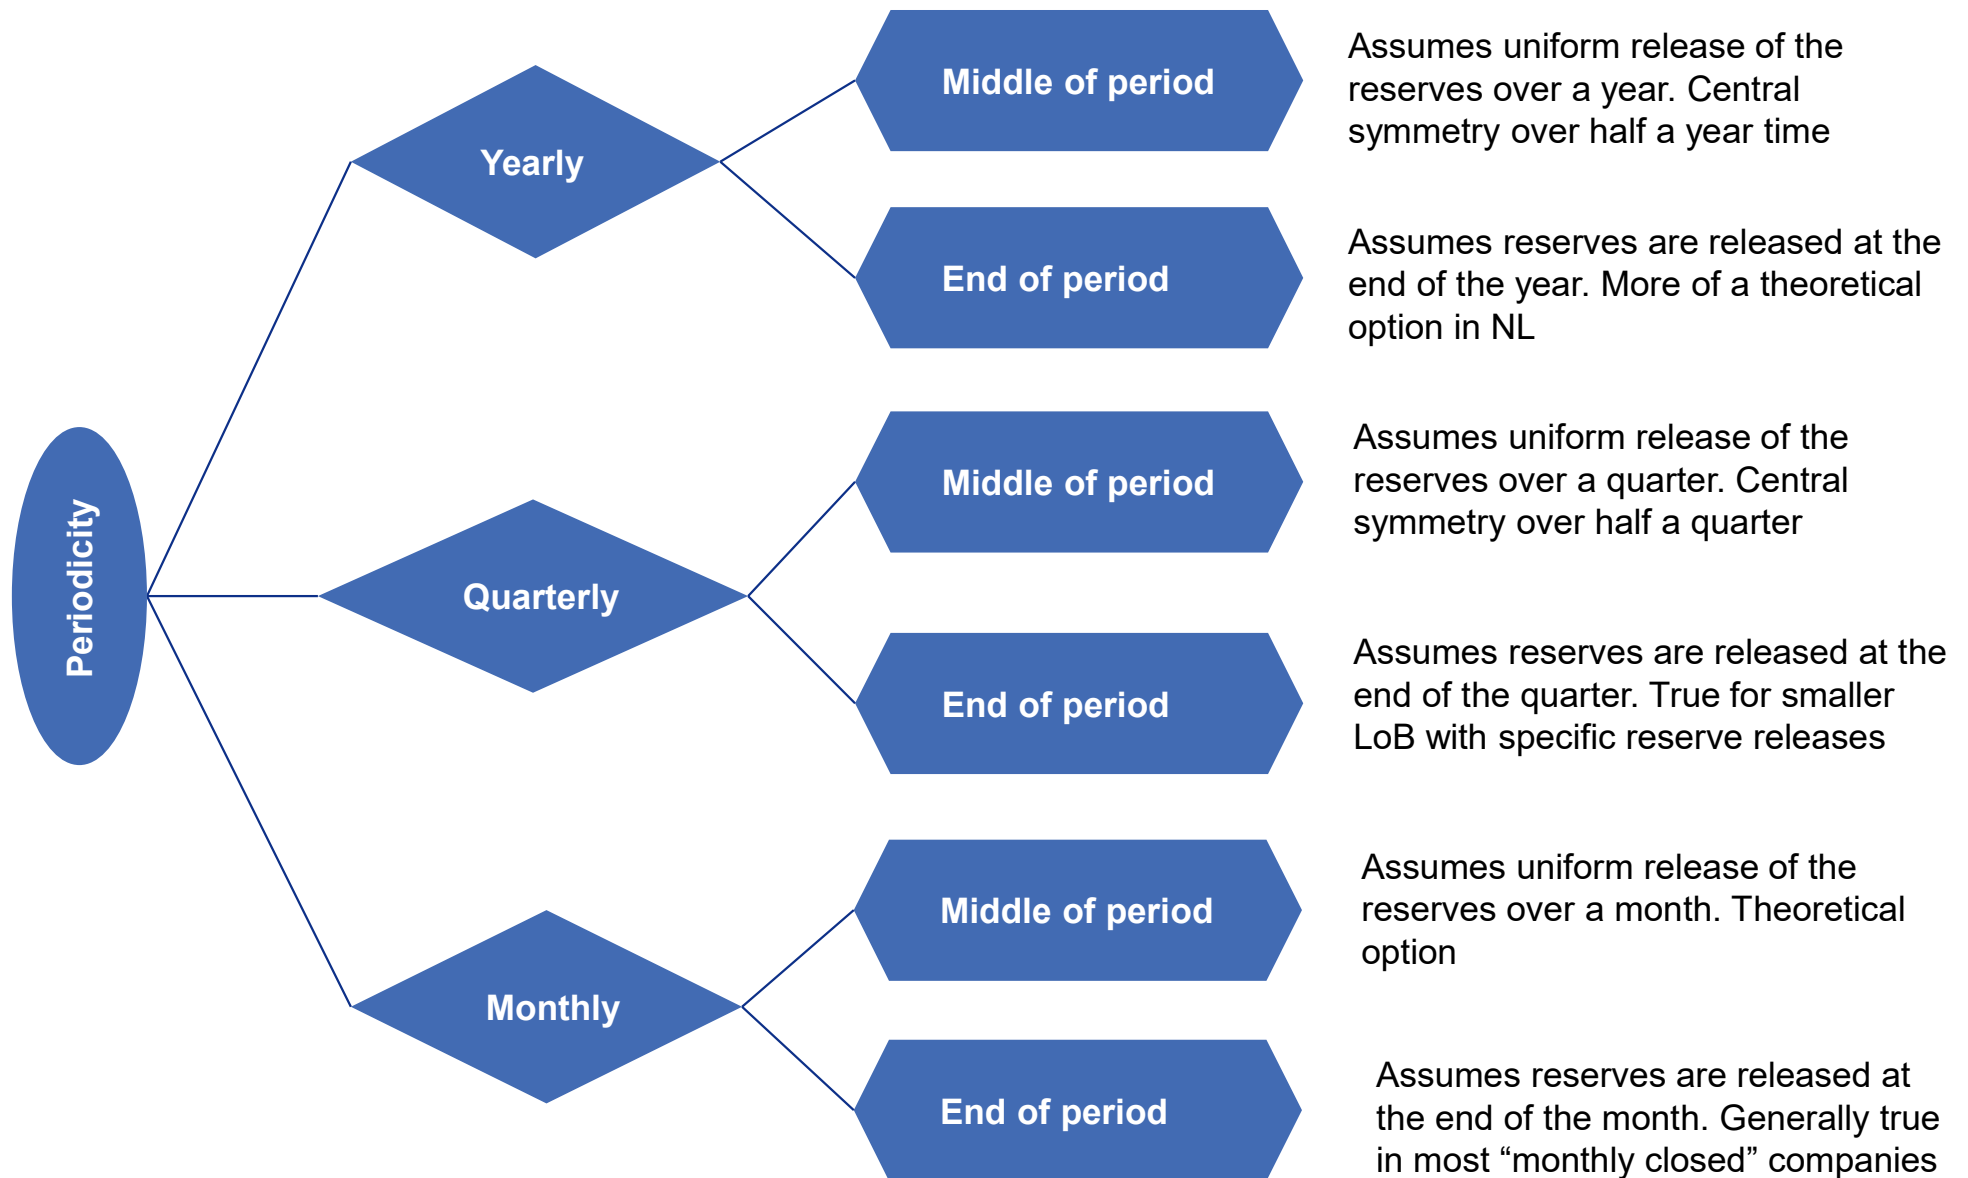 Periodicity
Yearly
Middle of period
Assumes uniform release of the
reserves over a year. Central
symmetry over half a year time
End of period
Assumes reserves are released at the
end of the year. More of a theoretical
option in NL
Quarterly
Middle of period
Assumes uniform release of the
reserves over a quarter. Central
symmetry over half a quarter
End of period
Assumes reserves are released at the
end of the quarter. True for smaller
LoB with specific reserve releases
Monthly
Middle of period
Assumes uniform release of the
reserves over a month. Theoretical
option
End of period
Assumes reserves are released at
the end of the month. Generally true
in most “monthly closed” companies